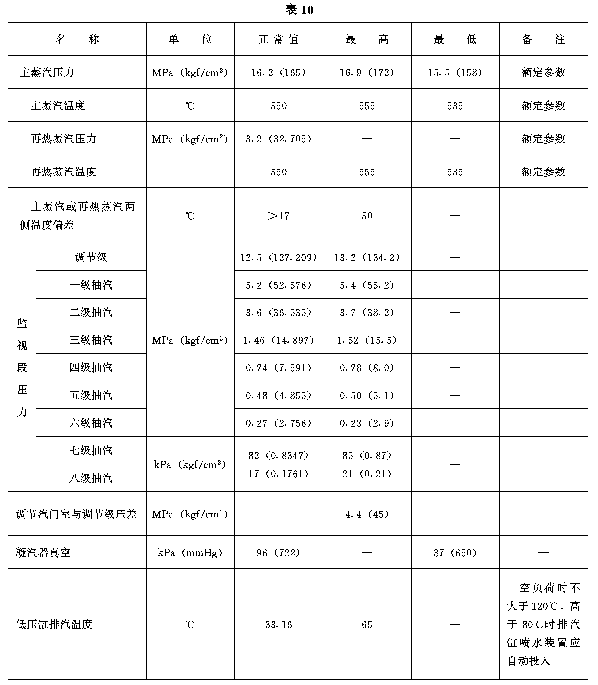 表10
名 称 单 位 正常值 最 高 最 低 备 注
主蒸汽压力 MPa (kgf/cm²) 16.2 (165) 16.9 (172) 15.5 (158) 额定参数
主蒸汽温度 ℃ 550 555 535 额定参数
再热蒸汽压力 MPa (kgf/cm²) 3.2 (32.705) — — 额定参数
再热蒸汽温度 550 555 535 额定参数
主蒸汽或再热蒸汽两
侧温度偏差 ℃ >17 50 —
监视段压力
调节级 12.5 (127.209) 13.2 (134.2) —
一级抽汽 5.2 (52.576) 5.4 (55.2)
二级抽汽 3.6 (36.535) 3.7 (38.2) —
三级抽汽 MPa (kgf/cm²) 1.46 (14.897) 1.52 (15.5)
四级抽汽 0.74 (7.591) 0.78 (8.0) —
五级抽汽 0.48 (4.855) 0.50 (5.1) —
六级抽汽 0.27 (2.756) 0.28 (2.9)
七级抽汽 82 (0.8347) 85 (0.87)
kPa (kgf/cm²) —
八级抽汽 17 (0.1761) 21 (0.21)
调节汽门室与调节级压差 MPa (kgf/cm²) 4.4 (45)
凝汽器真空 kPa (mmHg) 96 (722) — 87 (650) —
低压缸排汽温度 ℃ 33.16 65 —
空负荷时不
大于120℃，高
于80℃时排汽
缸喷水装置应
自动投入